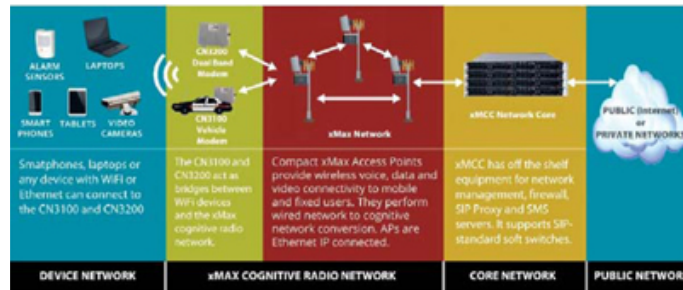 ALARM
SENSORS
LAPTOPS
SMART
PHONES
TABLETS
VIDEO
CAMERAS
CN3200
Dual Band
Modem
CN3100
Vehicle
Modem
xMax Network
xMCC Network Core
PUBLIC (Internet)
or
PRIVATE NETWORKS
Smatphones, laptops or
any device with WiFi or
Ethernet can connect to
the CN3100 and CN3200
The CN3100 and
CN3200 act as
bridges between
WiFi devices
and the xMax
cognitive radio
network.
Compact xMax Access Points
provide wireless voice, data and
video connectivity to mobile
and fixed users. They perform
wired network to cognitive
network conversion. APs are
Ethernet IP connected.
xMCC has off the shelf
equipment for network
management, firewall,
SIP Proxy and SMS
servers. It supports SIP-
standard soft switches.
DEVICE NETWORK
xMAX COGNITIVE RADIO NETWORK
CORE NETWORK
PUBLIC NETWORK